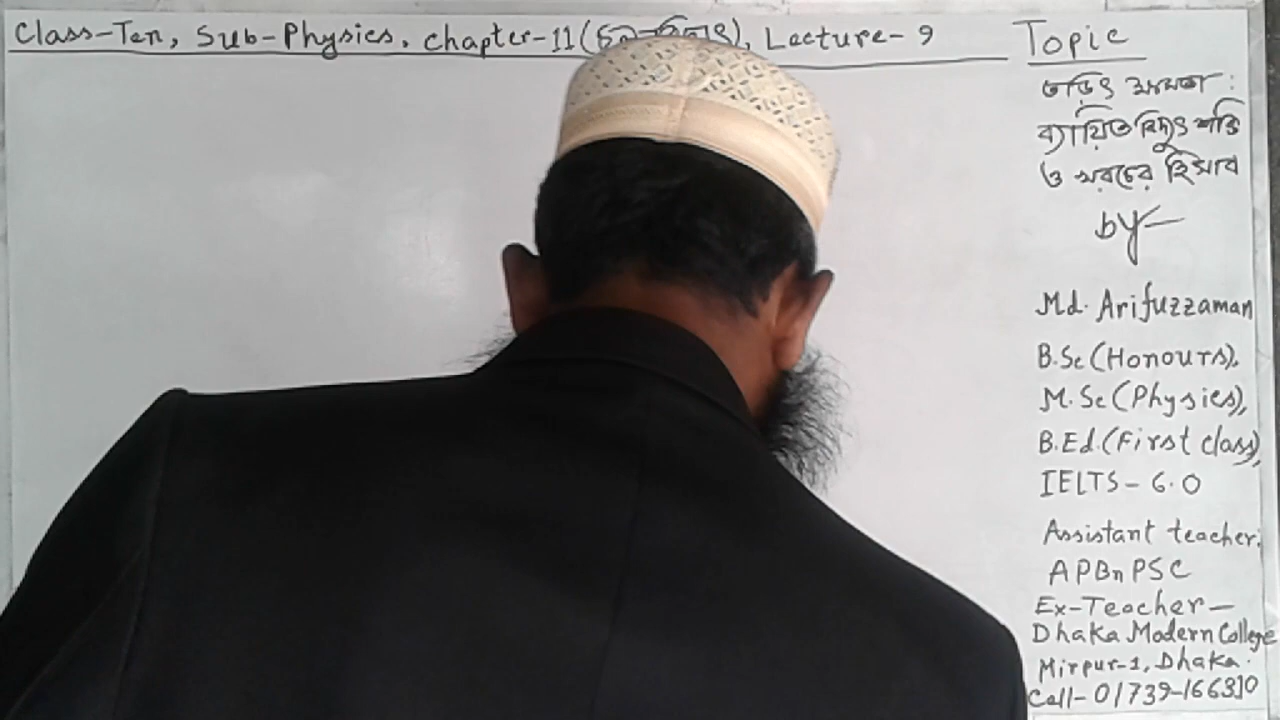 Class-Ten, Sub-Physics, Chapter-11(চল-বিদ্যুৎ), Lecture-9
Topic
তড়িৎ ক্ষমতা :
ব্যায়িত বিদ্যুৎ শক্তি
ও খরচের হিসাব
by-
Md. Arifuzzaman
B.Sc(Honours),
M.Sc(Physics),
B.Ed.(First class),
IELTS-6.0
Assistant teacher:
APBn PSC
Ex-Teacher-
Dhaka Modern College
Mirpur-1, Dhaka.
Call-01739-166310